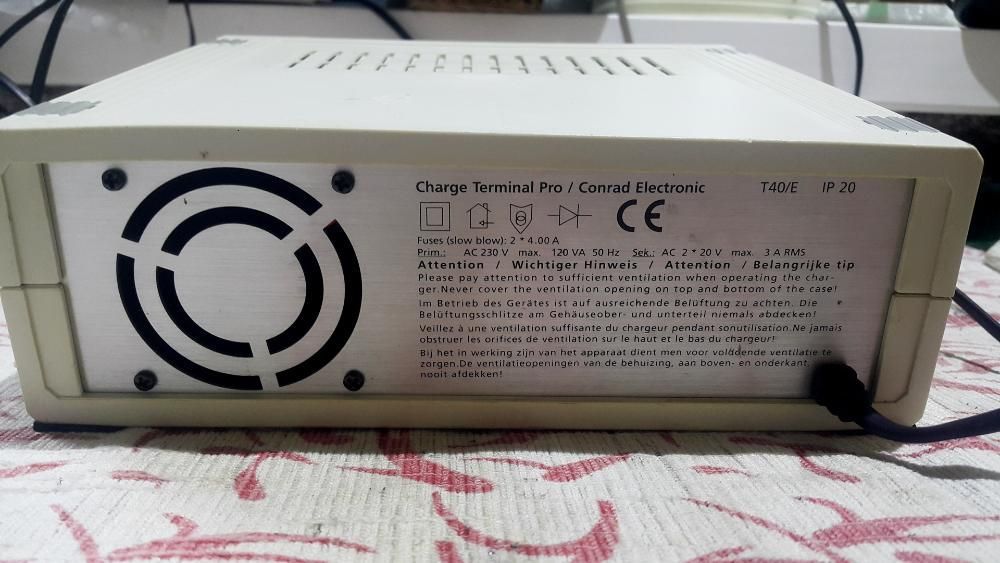 Charge Terminal Pro / Conrad Electronic T40/E IP 20
CE
Fuses (slow blow): 2 * 4.00 A
Prim.: AC 230 V max. 120 VA 50 Hz Sek.: AC 2 * 20 V max. 3 A RMS
Attention / Wichtiger Hinweis / Attention / Belangrijke tip
Please pay attention to sufficient ventilation when operating the char-
ger.Never cover the ventilation opening on top and bottom of the case!
Im Betrieb des Gerätes ist auf ausreichende Belüftung zu achten. Die
Belüftungsschlitze am Gehäuseober- und unterteil niemals abdecken!
Veillez à une ventilation suffisante du chargeur pendant sonutilisation.Ne jamais
obstruer les orifices de ventilation sur le haut et le bas du chargeur!
Bij het in werking zijn van het apparaat dient men voor voldoende ventilatie te
zorgen.De ventilatieopeningen van de behuizing, aan boven- en onderkant,
nooit afdekken!